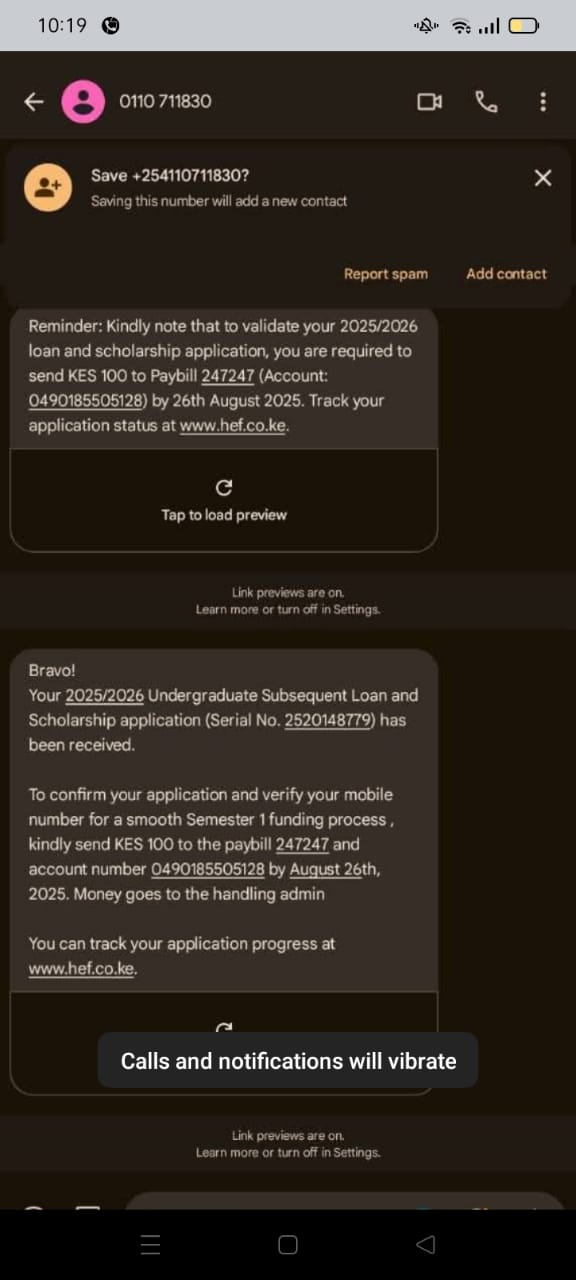 10:19
0110 711830
Save +254110711830?
Saving this number will add a new contact
Report spam
Add contact
Reminder: Kindly note that to validate your 2025/2026
loan and scholarship application, you are required to
send KES 100 to Paybill 247247 (Account:
0490185505128) by 26th August 2025. Track your
application status at www.hef.co.ke.
Tap to load preview
Link previews are on.
Learn more or turn off in Settings.
Bravo!
Your 2025/2026 Undergraduate Subsequent Loan and
Scholarship application (Serial No. 2520148779) has
been received.
To confirm your application and verify your mobile
number for a smooth Semester 1 funding process ,
kindly send KES 100 to the paybill 247247 and
account number 0490185505128 by August 26th,
2025. Money goes to the handling admin
You can track your application progress at
www.hef.co.ke.
Calls and notifications will vibrate
Link previews are on.
Learn more or turn off in Settings.